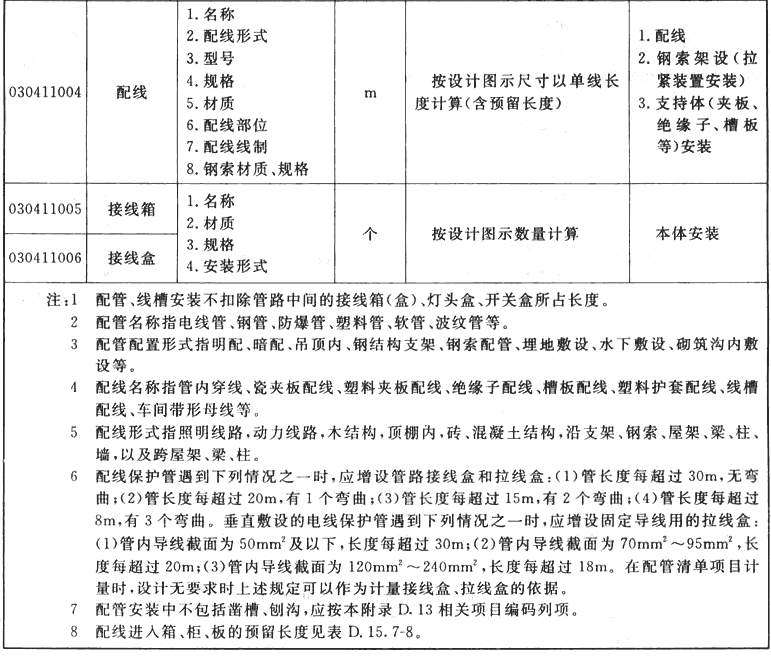 030411004
配线
1. 名称
2. 配线形式
3. 型号
4. 规格
5. 材质
6. 配线部位
7. 配线线制
8. 钢索材质、规格
m
按设计图示尺寸以单线长
度计算(含预留长度)
1. 配线
2. 钢索架设(拉
紧装置安装)
3. 支持体(夹板、
绝缘子、槽板
等)安装
030411005
接线箱
030411006
接线盒
1. 名称
2. 材质
3. 规格
4. 安装形式
个
按设计图示数量计算
本体安装
注:1 配管、线槽安装不扣除管路中间的接线箱(盒)、灯头盒、开关盒所占长度。
2 配管名称指电线管、钢管、防爆管、塑料管、软管、波纹管等。
3 配管配置形式指明配、暗配、吊顶内、钢结构支架、钢索配管、埋地敷设、水下敷设、砌筑沟内敷
设等。
4 配线名称指管内穿线、瓷夹板配线、塑料夹板配线、绝缘子配线、槽板配线、塑料护套配线、线槽
配线、车间带形母线等。
5 配线形式指照明线路,动力线路,木结构,顶棚内,砖、混凝土结构,沿支架、钢索、屋架、梁、柱、
墙,以及跨屋架、梁、柱。
6 配线保护管遇到下列情况之一时,应增设管路接线盒和拉线盒:(1)管长度每超过 30m,无弯
曲;(2)管长度每超过 20m,有 1 个弯曲;(3)管长度每超过 15m,有 2 个弯曲;(4)管长度每超过
8m,有 3 个弯曲。垂直敷设的电线保护管遇到下列情况之一时,应增设固定导线用的拉线盒:
(1)管内导线截面为 50mm²及以下,长度每超过 30m;(2)管内导线截面为 70mm²～95mm²,长
度每超过 20m;(3)管内导线截面为 120mm²～240mm²,长度每超过 18m。在配管清单项目计
量时,设计无要求时上述规定可以作为计量接线盒、拉线盒的依据。
7 配管安装中不包括凿槽、刨沟,应按本附录 D.13 相关项目编码列项。
8 配线进入箱、柜、板的预留长度见表 D.15.7-8。